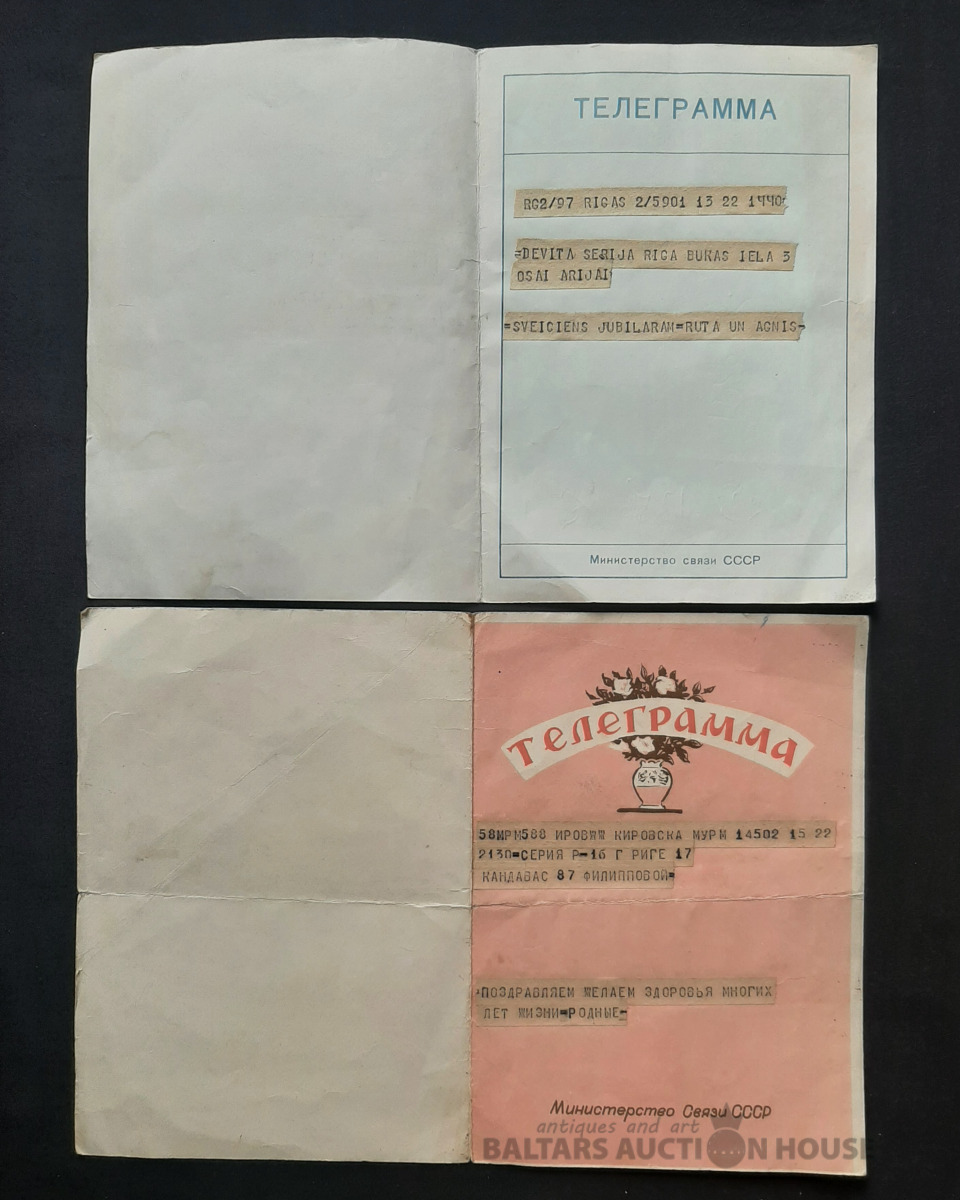 ТЕЛЕГРАММА
RG2/97 RIGAS 2/5901 13 22 1440
=DEVITA SERIJA RIGA BUKAS IELA 3
OSAI ARIJAI
=SVEICIENS JUBILARAM=RUTA UN AGNIS-
Министерство связи СССР
телеграмма
58МРМ588 КИРОВСКА МУРМ 14502 15 22
2130=СЕРИЯ Р-16 Г РИГЕ 17
КАНДАВАС 87 ФИЛИППОВОЙ=
ПОЗДРАВЛЯЕМ ЖЕЛАЕМ ЗДОРОВЬЯ МНОГИХ
ЛЕТ ЖИЗНИ=РОДНЫЕ-
Министерство Связи СССР
antiques and art
BALTARS AUCTION HOUSE